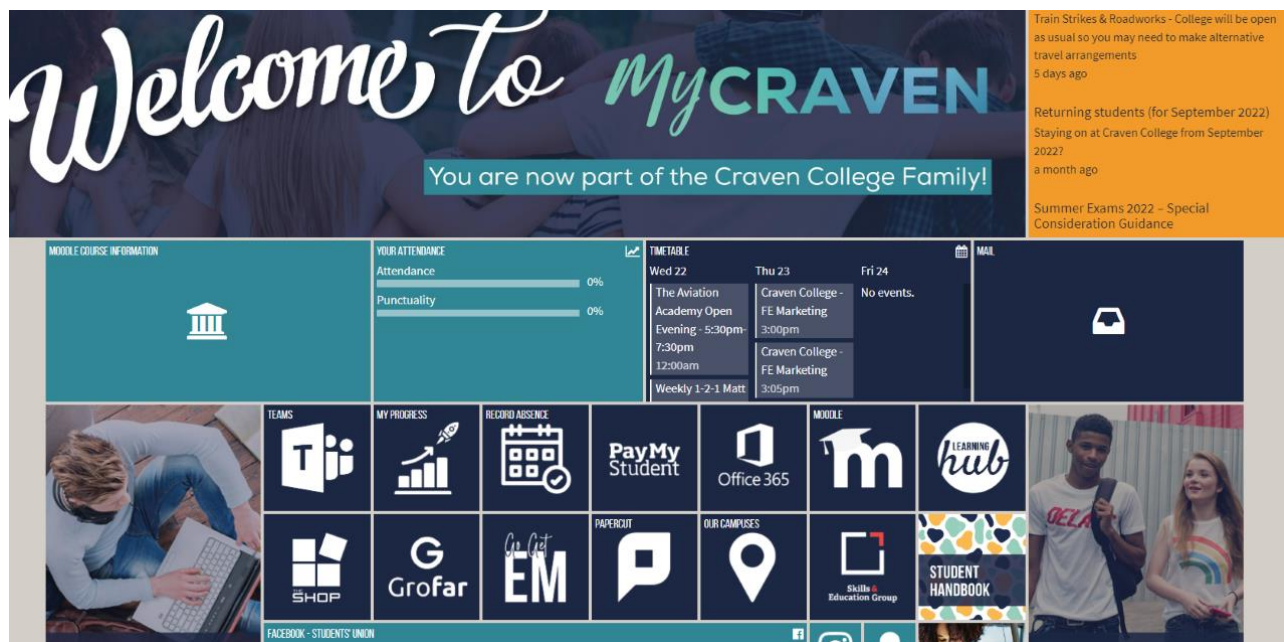 Welcome to MyCRAVEN
You are now part of the Craven College Family!
Train Strikes & Roadworks - College will be open
as usual so you may need to make alternative
travel arrangements
5 days ago
Returning students (for September 2022)
Staying on at Craven College from September
2022?
a month ago
Summer Exams 2022 – Special
Consideration Guidance
MOODLE COURSE INFORMATION
YOUR ATTENDANCE
Attendance
0%
Punctuality
0%
TIMETABLE
Wed 22
The Aviation
Academy Open
Evening - 5:30pm-
7:30pm
12:00am
Weekly 1-2-1 Matt
Thu 23
Craven College -
FE Marketing
3:00pm
Craven College -
FE Marketing
3:05pm
Fri 24
No events.
MAIL
TEAMS
T
MY PROGRESS
RECORD ABSENCE
PayMy
Student
Office 365
MOODLE
m
LEARNING
hub
THE
SHOP
G
Grofar
Go Get
EM
PAPERCUT
OUR CAMPUSES
Skills &
Education Group
STUDENT
HANDBOOK
DELA
FACEBOOK - STUDENTS' UNION